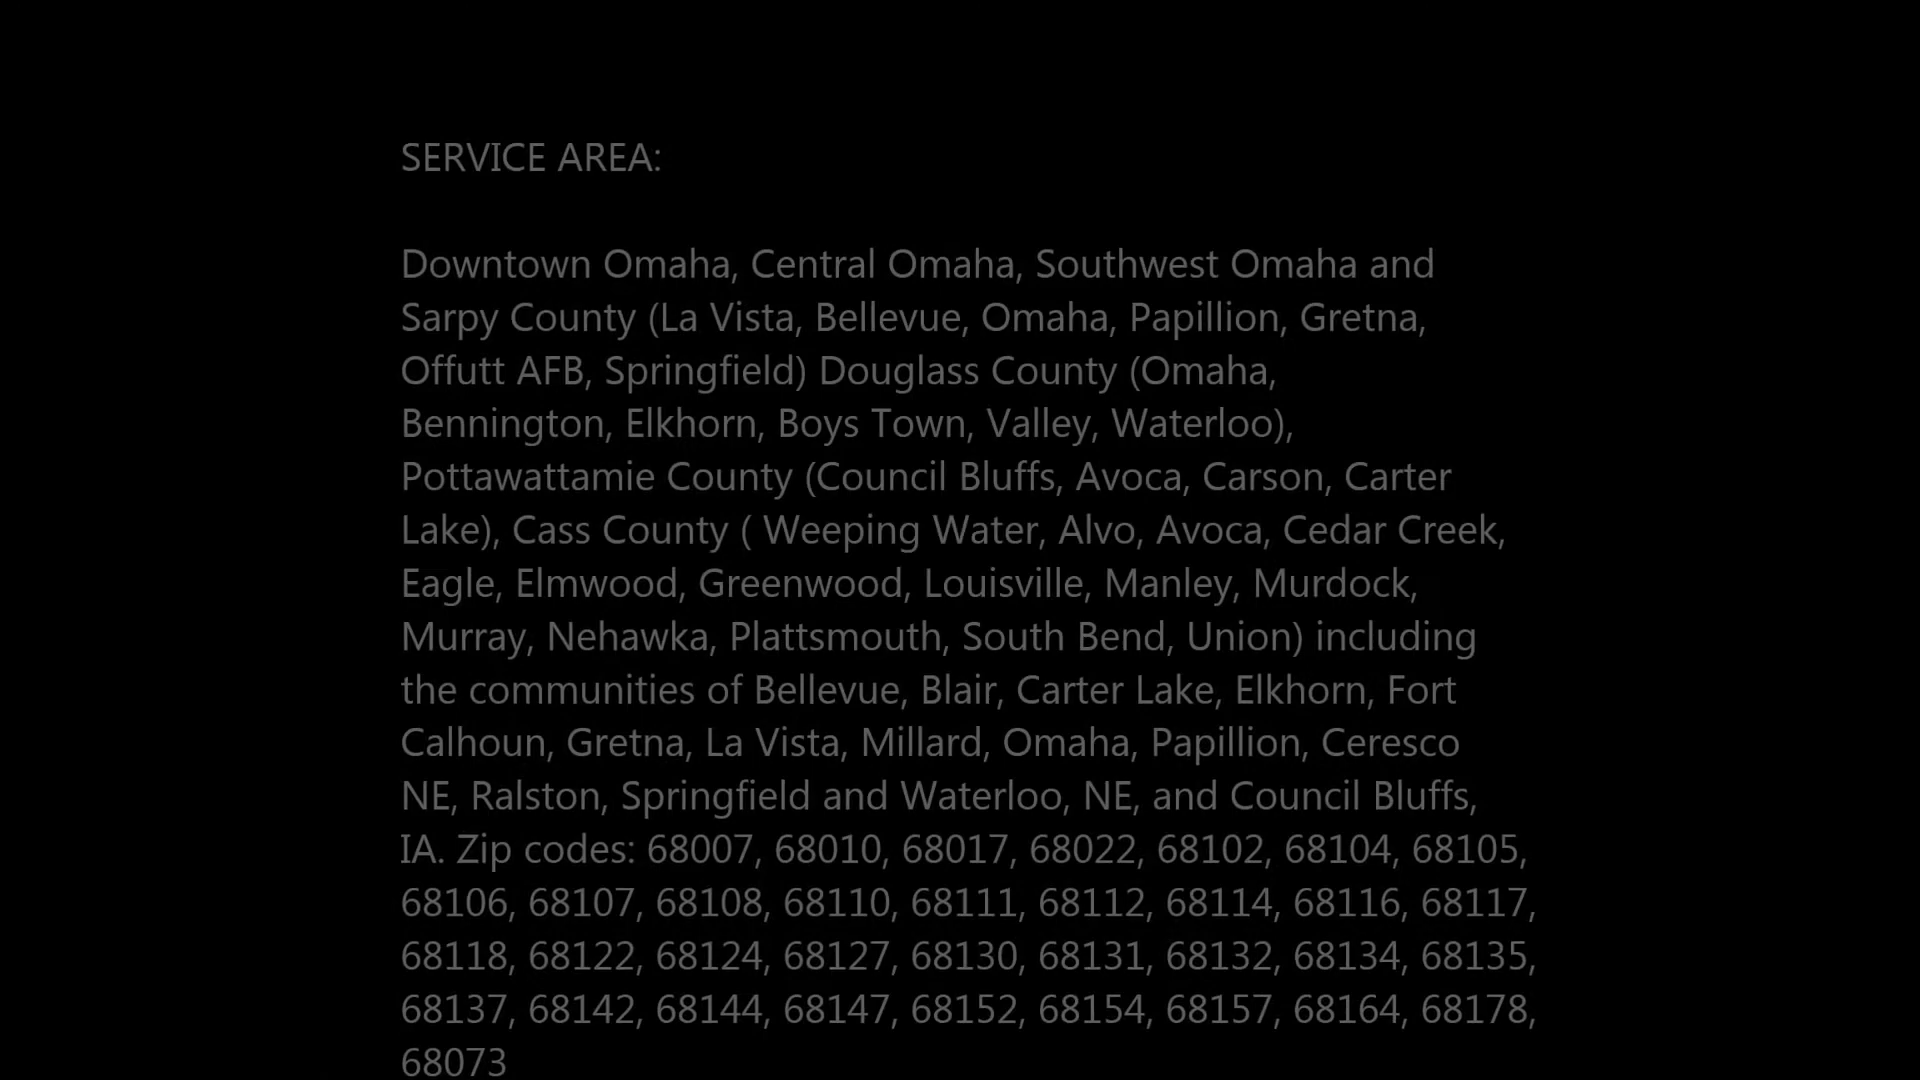 SERVICE AREA:
Downtown Omaha, Central Omaha, Southwest Omaha and
Sarpy County (La Vista, Bellevue, Omaha, Papillion, Gretna,
Offutt AFB, Springfield) Douglass County (Omaha,
Bennington, Elkhorn, Boys Town, Valley, Waterloo),
Pottawattamie County (Council Bluffs, Avoca, Carson, Carter
Lake), Cass County ( Weeping Water, Alvo, Avoca, Cedar Creek,
Eagle, Elmwood, Greenwood, Louisville, Manley, Murdock,
Murray, Nehawka, Plattsmouth, South Bend, Union) including
the communities of Bellevue, Blair, Carter Lake, Elkhorn, Fort
Calhoun, Gretna, La Vista, Millard, Omaha, Papillion, Ceresco
NE, Ralston, Springfield and Waterloo, NE, and Council Bluffs,
IA. Zip codes: 68007, 68010, 68017, 68022, 68102, 68104, 68105,
68106, 68107, 68108, 68110, 68111, 68112, 68114, 68116, 68117,
68118, 68122, 68124, 68127, 68130, 68131, 68132, 68134, 68135,
68137, 68142, 68144, 68147, 68152, 68154, 68157, 68164, 68178,
68073